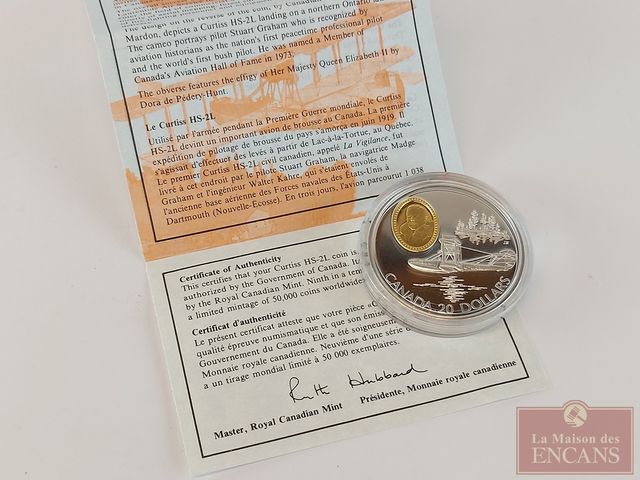 The design on the reverse of the coin, by Canadian
Mardon, depicts a Curtiss HS-2L landing on a northern Ontario
The cameo portrays pilot Stuart Graham who is recognized by
aviation historians as the nation's first peacetime professional pilot
and the world's first bush pilot. He was named a Member of
Canada's Aviation Hall of Fame in 1973.
The obverse features the effigy of Her Majesty Queen Elizabeth II by
Dora de Pédery-Hunt.
Le Curtiss HS-2L
Utilisé par l'armée pendant la Première Guerre mondiale, le Curtiss
HS-2L devint un important avion de brousse au Canada. La première
expédition de pilotage de brousse du pays s'amorça en juin 1919. Il
s'agissait d'effectuer des levés à partir de Lac-à-la-Tortue, au Québec.
Le premier Curtiss HS-2L civil canadien, appelé La Vigilance, fut
livré à cet endroit par le pilote Stuart Graham, la navigatrice Madge
Graham et l'ingénieur Walter Kahre, qui s'étaient envolés de
l'ancienne base aérienne des Forces navales des États-Unis à
Dartmouth (Nouvelle-Écosse). En trois jours, l'avion parcourut 1 038
Certificate of Authenticity
This certifies that your Curtiss HS-2L coin is
authorized by the Government of Canada. It
by the Royal Canadian Mint. Ninth in a
a limited mintage of 50,000 coins worldwide
Certificat d'authenticité
Le présent certificat atteste que votre pièce
qualité épreuve numismatique et que son
Gouvernement du Canada. Elle a été
Monnaie royale canadienne. Neuvième d'une série
a un tirage mondial limité à 50 000 exemplaires.
Ruth Hubbard
Master, Royal Canadian Mint Présidente, Monnaie royale canadienne
CANADA 20 DOLLARS
La Maison des
ENCANS